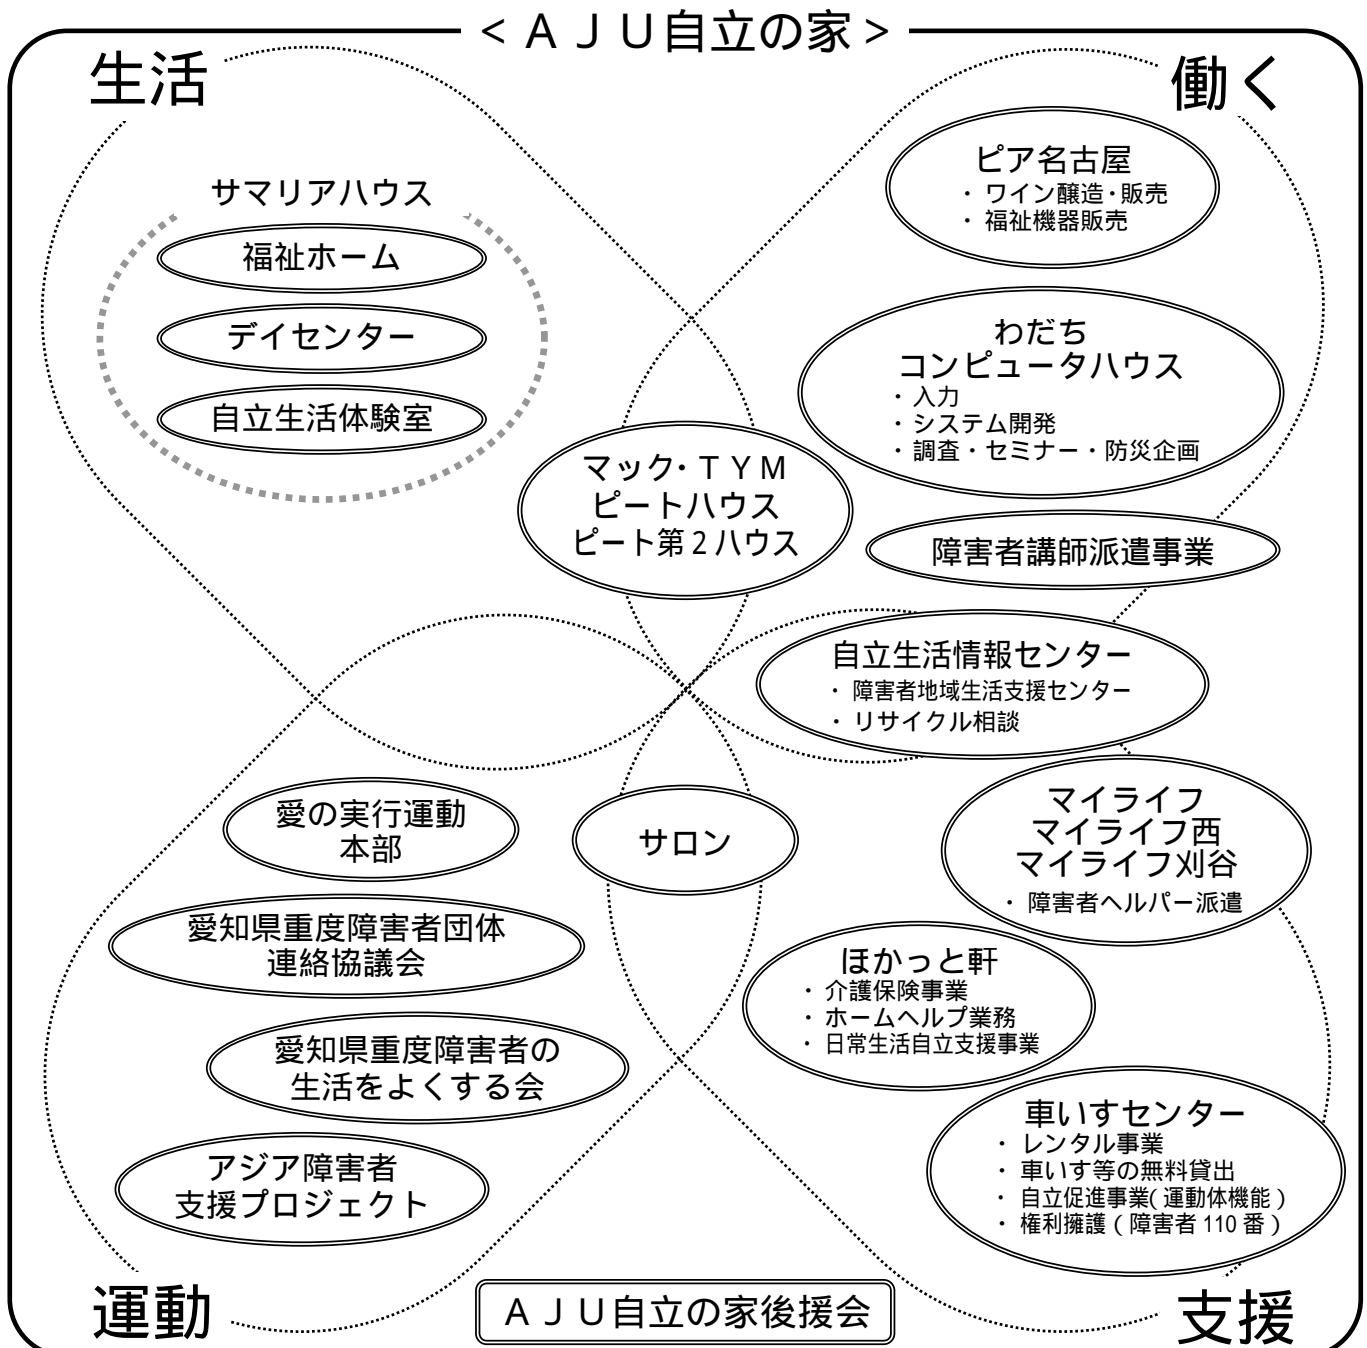 ＜ＡＪＵ自立の家＞
生活
働く
サマリアハウス
福祉ホーム
デイセンター
自立生活体験室
ピア名古屋
・ワイン醸造・販売
・福祉機器販売
わだち
コンピュータハウス
・入力
・システム開発
・調査・セミナー・防災企画
マック・ＴＹＭ
ピートハウス
ピート第２ハウス
障害者講師派遣事業
自立生活情報センター
・障害者地域生活支援センター
・リサイクル相談
愛の実行運動
本部
サロン
マイライフ
マイライフ西
マイライフ刈谷
・障害者ヘルパー派遣
愛知県重度障害者団体
連絡協議会
ほかっと軒
・介護保険事業
・ホームヘルプ業務
・日常生活自立支援事業
愛知県重度障害者の
生活をよくする会
車いすセンター
・レンタル事業
・車いす等の無料貸出
・自立促進事業（運動体機能）
・権利擁護（障害者110番）
アジア障害者
支援プロジェクト
運動
ＡＪＵ自立の家後援会
支援